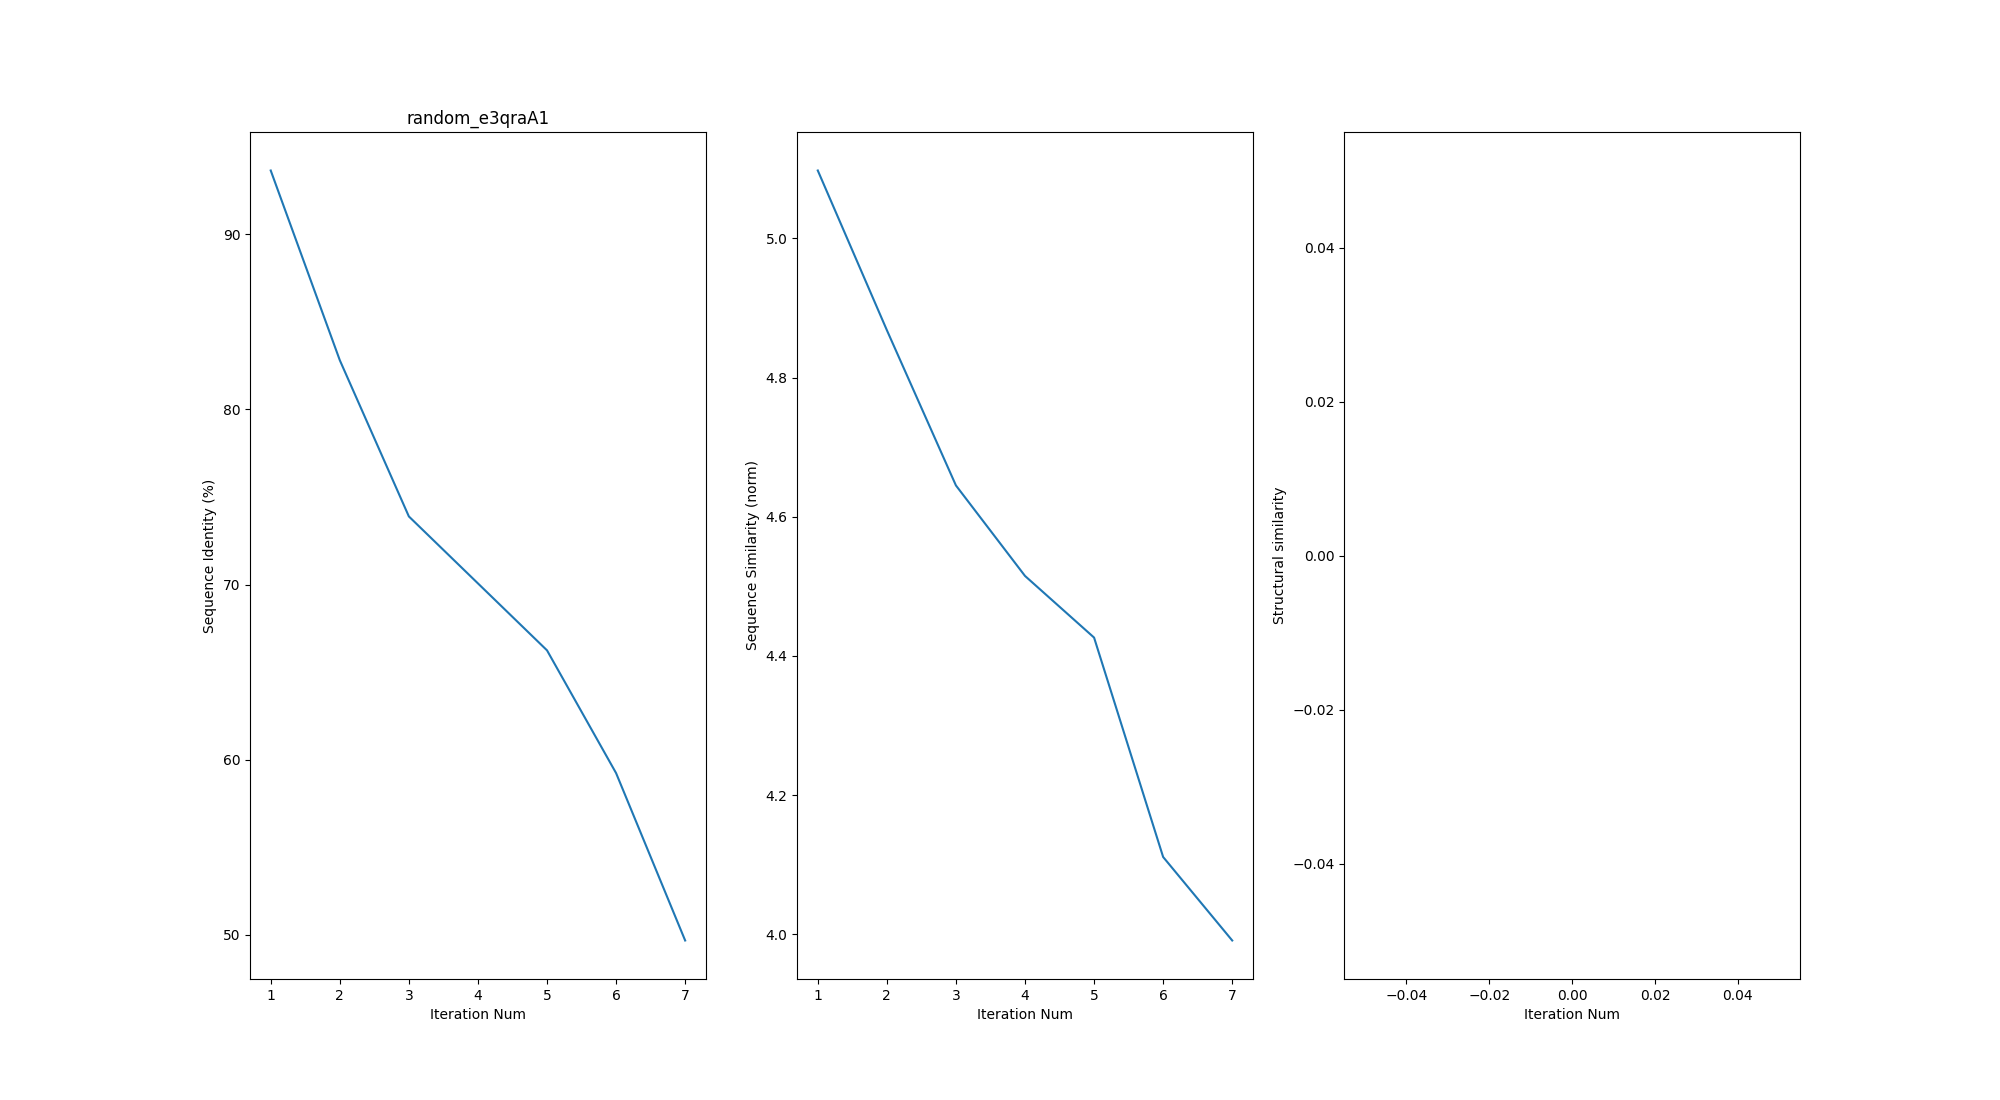 random_e3qraA1
Sequence Identity (%)
90
80
70
60
50
1 2 3 4 5 6 7
Iteration Num
Sequence Similarity (norm)
5.0
4.8
4.6
4.4
4.2
4.0
1 2 3 4 5 6 7
Iteration Num
Structural similarity
0.04
0.02
0.00
−0.02
−0.04
−0.04 −0.02 0.00 0.02 0.04
Iteration Num